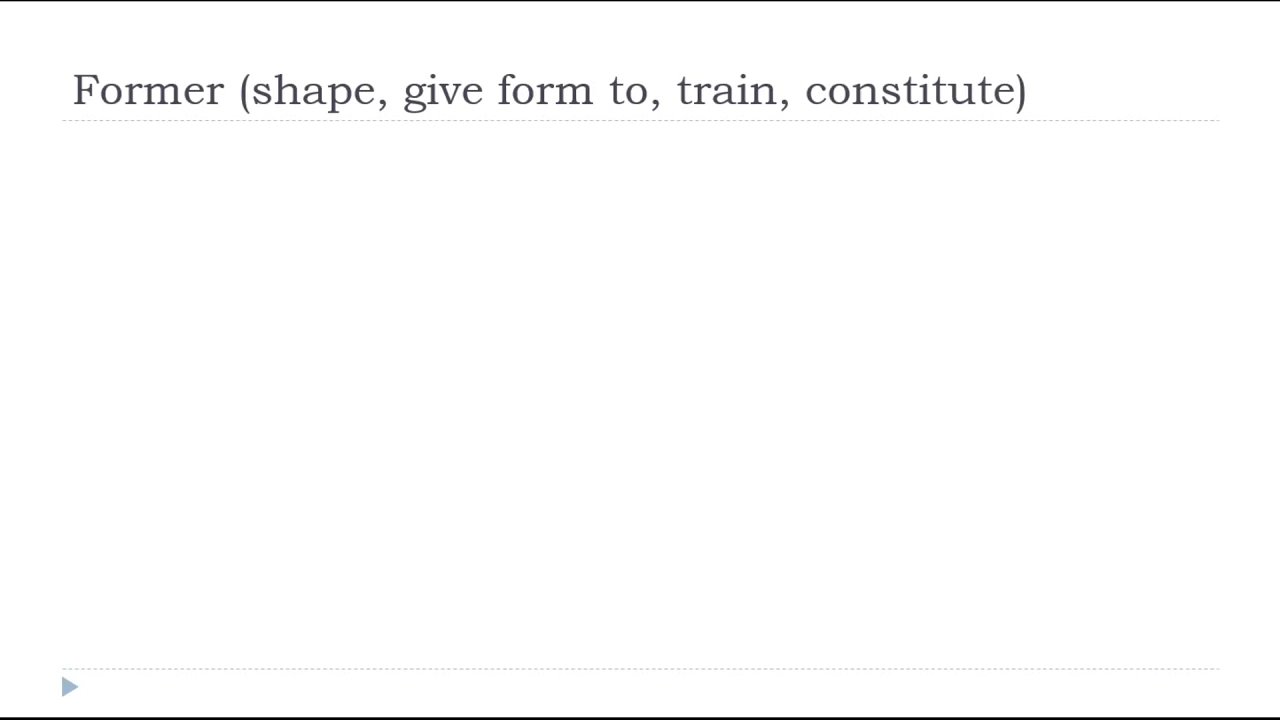 Former (shape, give form to, train, constitute)